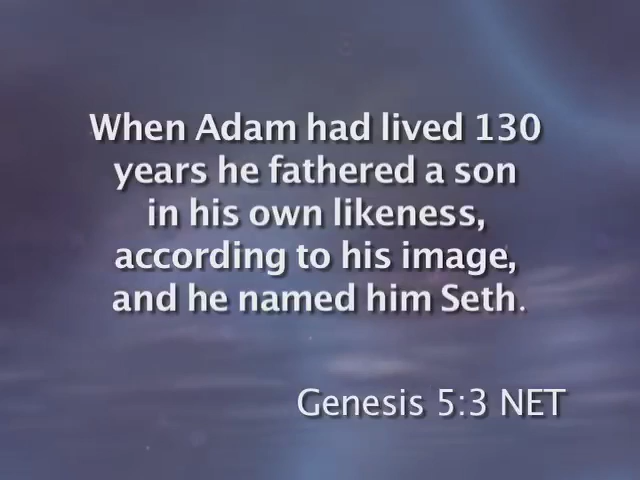 When Adam had lived 130
years he fathered a son
in his own likeness,
according to his image,
and he named him Seth.
Genesis 5:3 NET